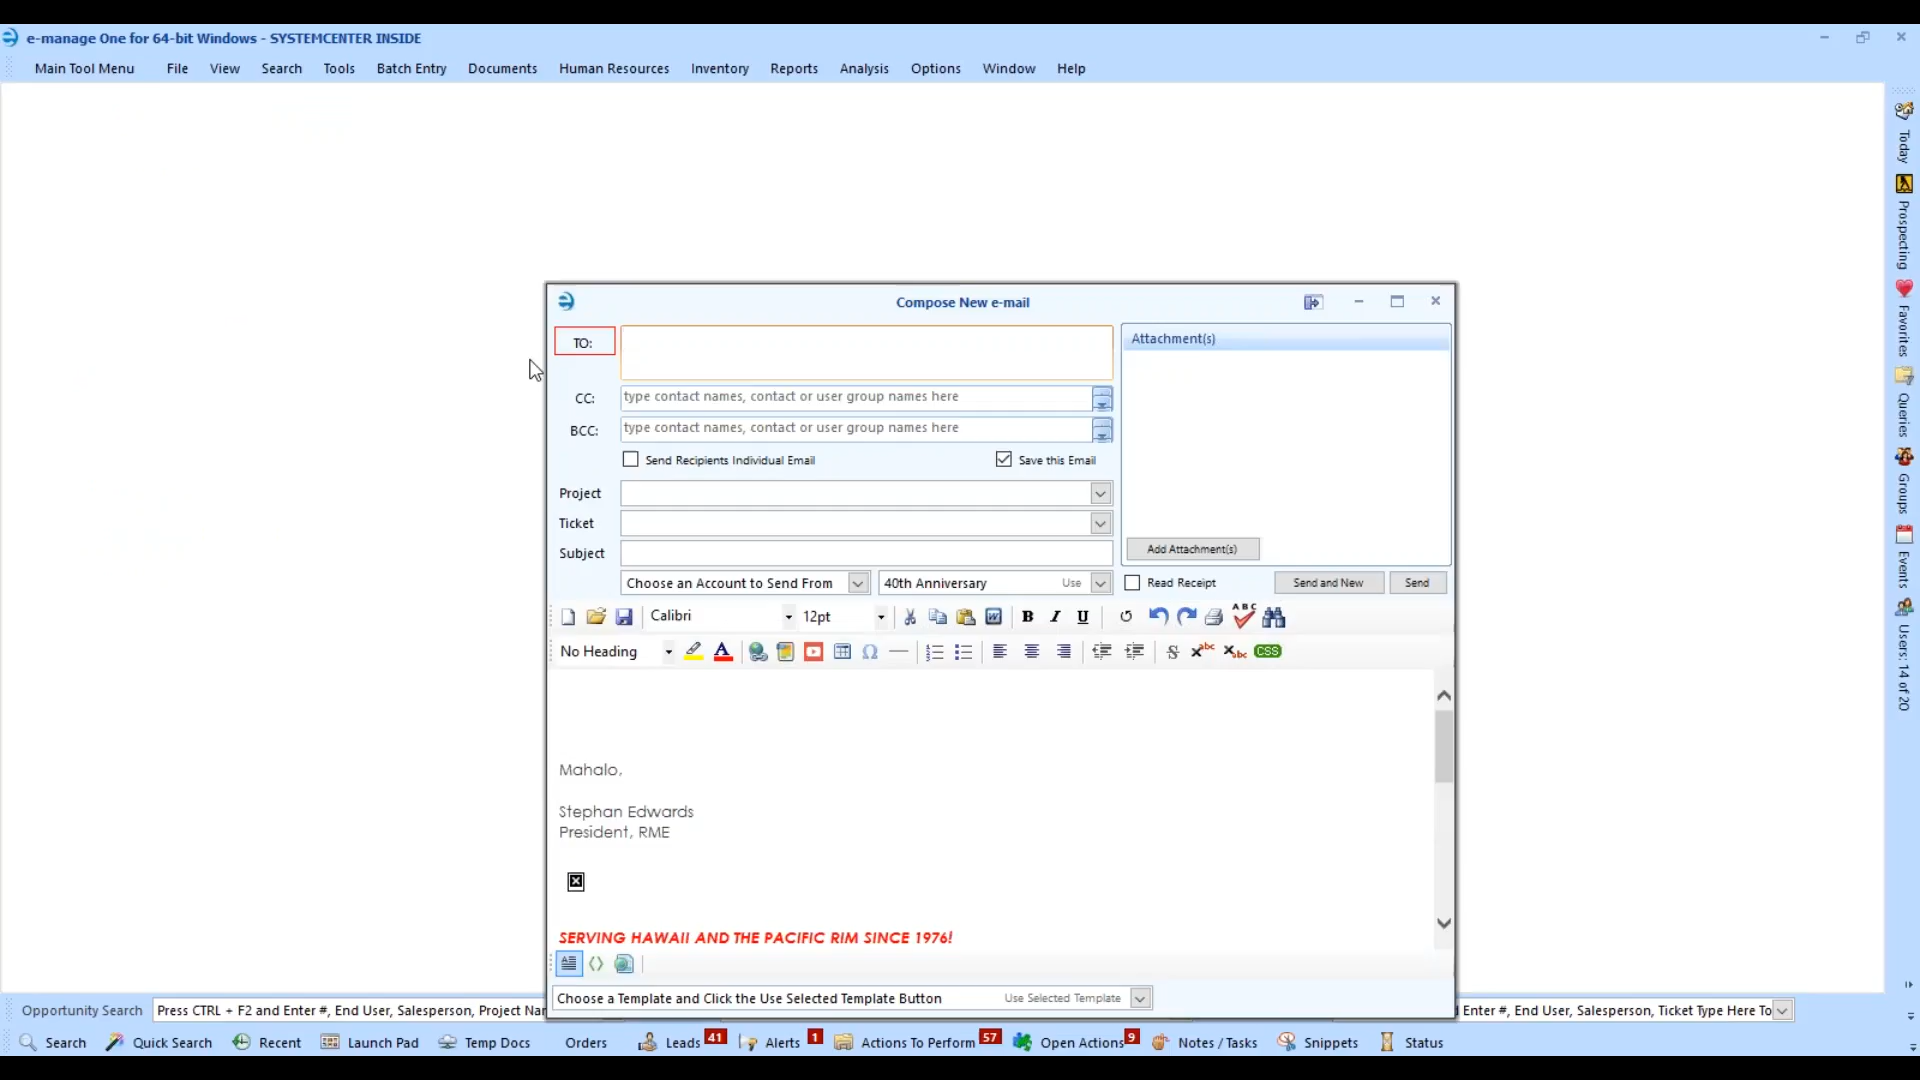 e-manage One for 64-bit Windows - SYSTEMCENTER INSIDE
Main Tool Menu File View Search Tools Batch Entry Documents Human Resources Inventory Reports Analysis Options Window Help
Today
Prospecting
Favorites
Queries
Groups
Events
Users: 14 of 20
Compose New e-mail
TO:
Attachment(s)
CC: type contact names, contact or user group names here
BCC: type contact names, contact or user group names here
Send Recipients Individual Email Save this Email
Project
Ticket
Subject
Add Attachment(s)
Choose an Account to Send From 40th Anniversary Use Read Receipt Send and New Send
Calibri 12pt B I U ABC
No Heading A Ω S abc abc CSS
Mahalo,
Stephan Edwards
President, RME
SERVING HAWAII AND THE PACIFIC RIM SINCE 1976!
Choose a Template and Click the Use Selected Template Button Use Selected Template
Opportunity Search Press CTRL + F2 and Enter #, End User, Salesperson, Project Nar Enter #, End User, Salesperson, Ticket Type Here To
Search Quick Search Recent Launch Pad Temp Docs Orders Leads 41 Alerts 1 Actions To Perform 57 Open Actions 9 Notes / Tasks Snippets Status